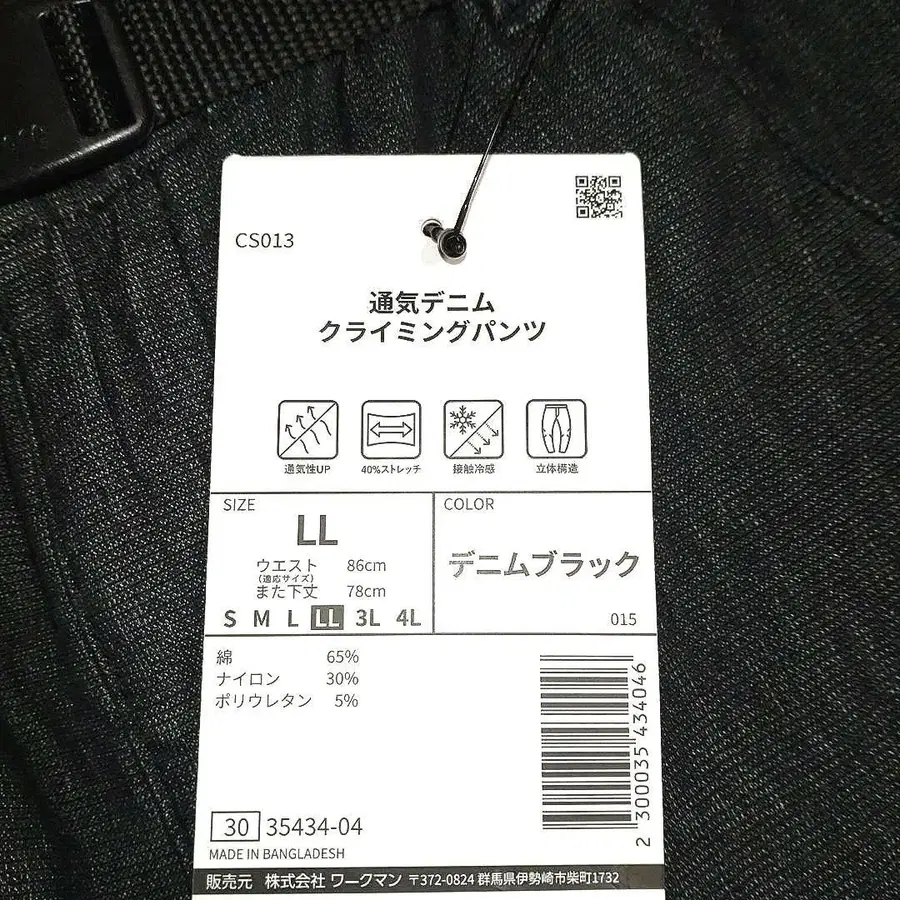 CS013
通気デニム
クライミングパンツ
通気性UP 40%ストレッチ 接触冷感 立体構造
SIZE
LL
ウエスト 86cm
(適応サイズ)
また下丈 78cm
S M L LL 3L 4L
COLOR
デニムブラック
015
綿 65%
ナイロン 30%
ポリウレタン 5%
2 300035 434046
30 35434-04
MADE IN BANGLADESH
販売元 株式会社 ワークマン 〒372-0824 群馬県伊勢崎市柴町1732